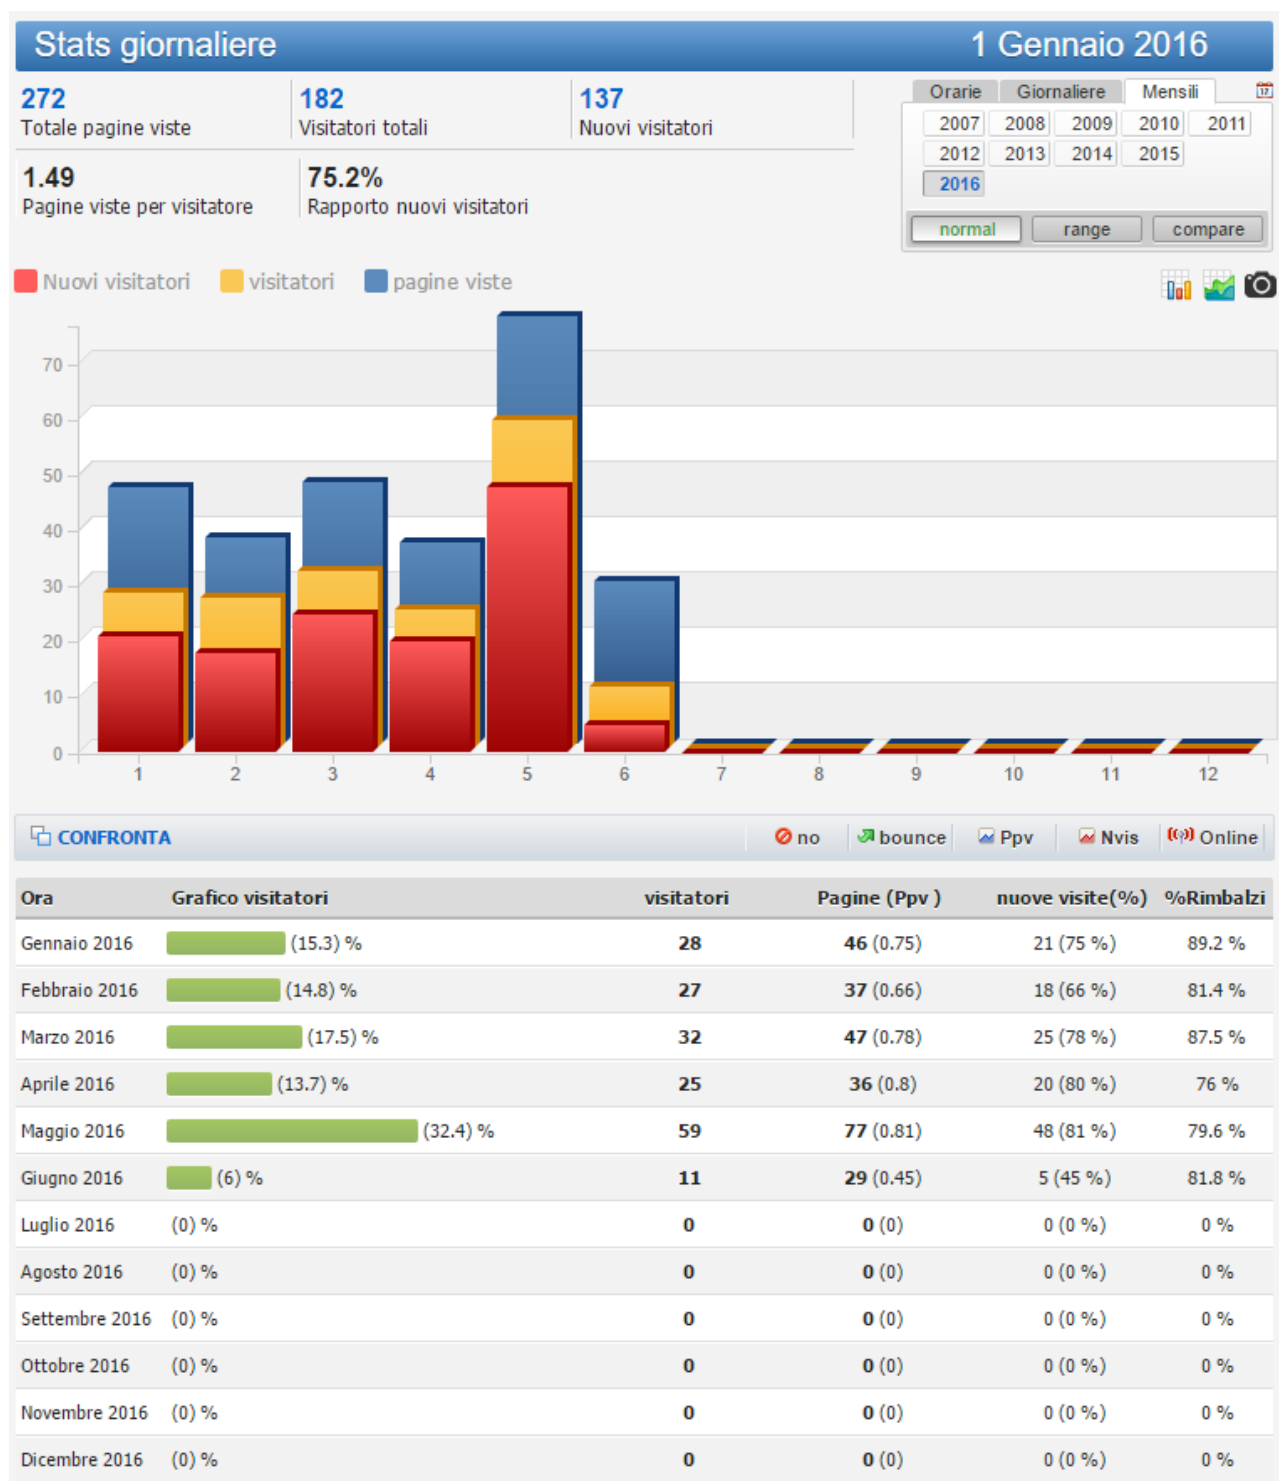 Stats giornaliere 1 Gennaio 2016
272 182 137
Totale pagine viste Visitatori totali Nuovi visitatori
1.49 75.2%
Pagine viste per visitatore Rapporto nuovi visitatori
Orarie Giornaliere Mensili 12
2007 2008 2009 2010 2011
2012 2013 2014 2015
2016
normal range compare
Nuovi visitatori visitatori pagine viste
70
60
50
40
30
20
10
0
1 2 3 4 5 6 7 8 9 10 11 12
CONFRONTA no bounce Ppv Nvis Online
Ora Grafico visitatori visitatori Pagine (Ppv ) nuove visite(%) %Rimbalzi
Gennaio 2016 (15.3) % 28 46 (0.75) 21 (75 %) 89.2 %
Febbraio 2016 (14.8) % 27 37 (0.66) 18 (66 %) 81.4 %
Marzo 2016 (17.5) % 32 47 (0.78) 25 (78 %) 87.5 %
Aprile 2016 (13.7) % 25 36 (0.8) 20 (80 %) 76 %
Maggio 2016 (32.4) % 59 77 (0.81) 48 (81 %) 79.6 %
Giugno 2016 (6) % 11 29 (0.45) 5 (45 %) 81.8 %
Luglio 2016 (0) % 0 0 (0) 0 (0 %) 0 %
Agosto 2016 (0) % 0 0 (0) 0 (0 %) 0 %
Settembre 2016 (0) % 0 0 (0) 0 (0 %) 0 %
Ottobre 2016 (0) % 0 0 (0) 0 (0 %) 0 %
Novembre 2016 (0) % 0 0 (0) 0 (0 %) 0 %
Dicembre 2016 (0) % 0 0 (0) 0 (0 %) 0 %